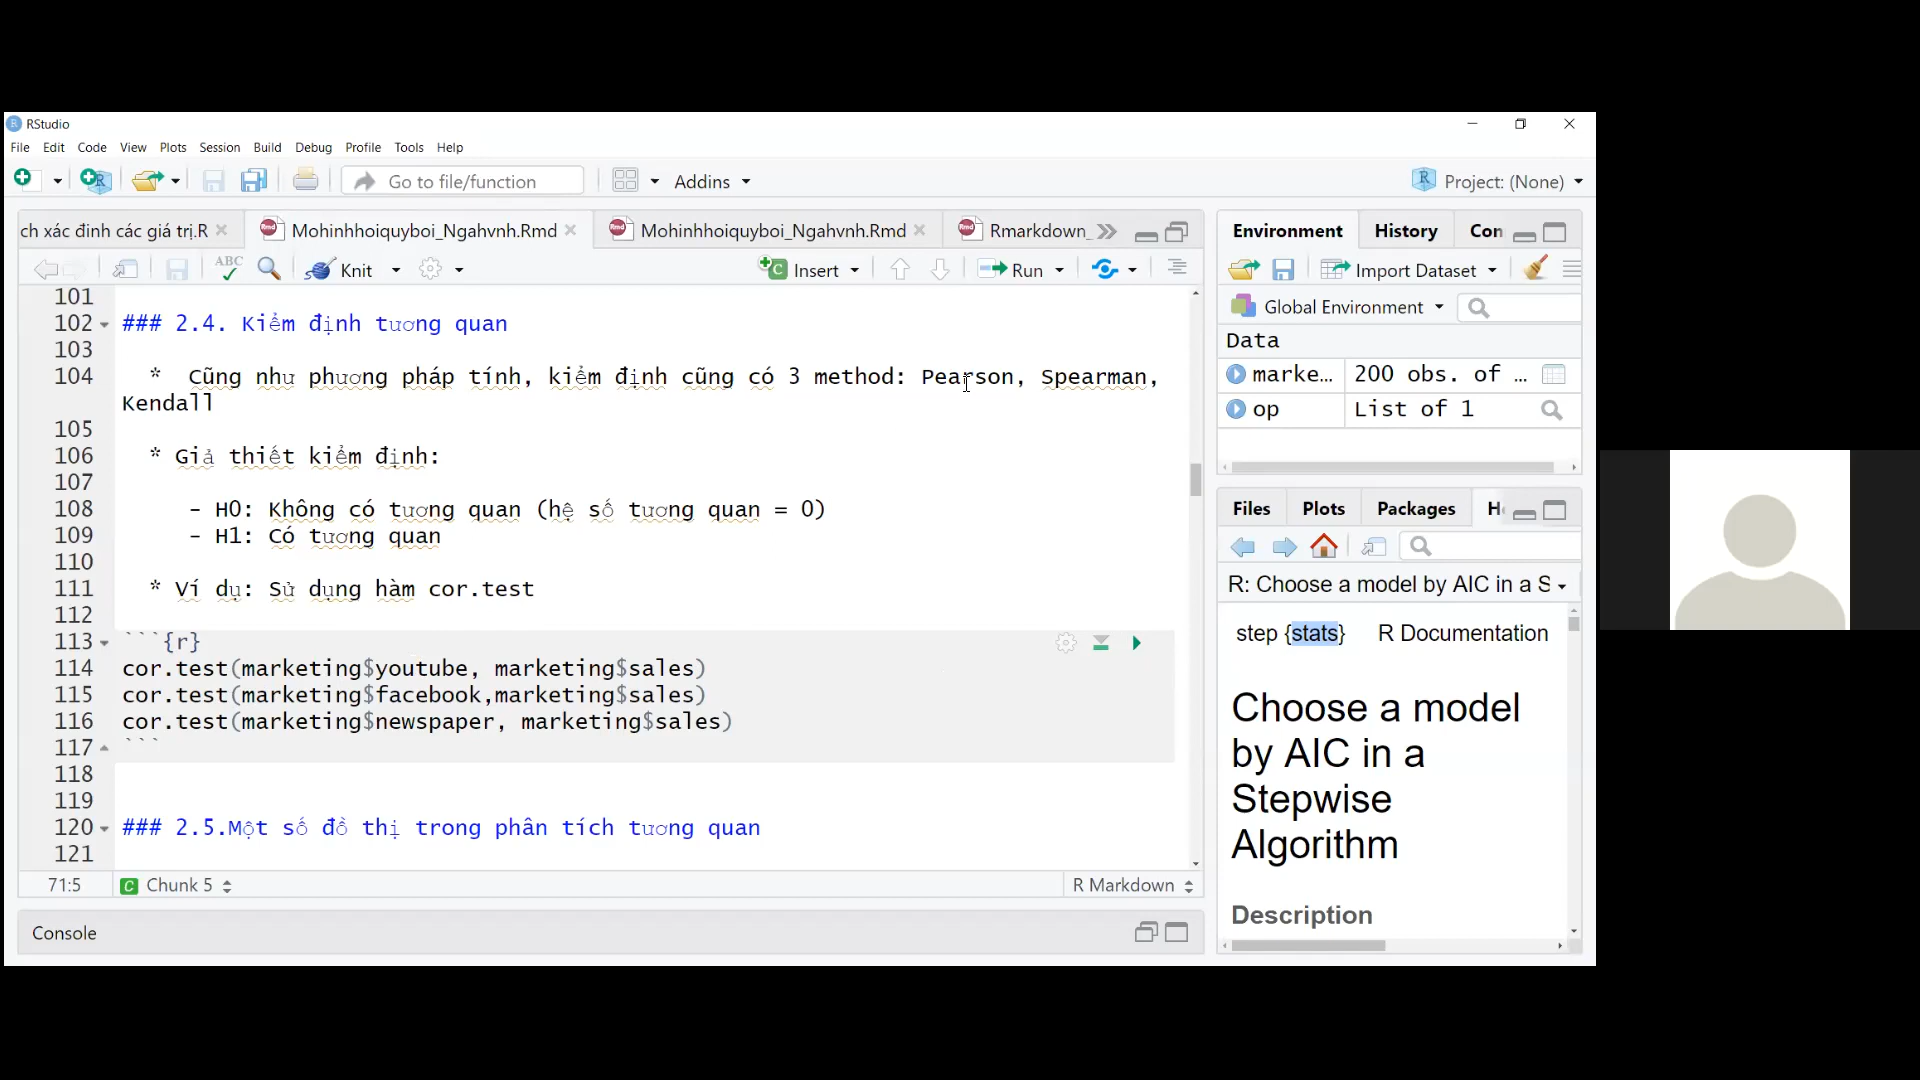 RStudio
File Edit Code View Plots Session Build Debug Profile Tools Help
Go to file/function Addins Project: (None)
ch xác đinh các giá trị.R Mohinhhoiquyboi_Ngahvnh.Rmd Mohinhhoiquyboi_Ngahvnh.Rmd Rmarkdown_
ABC Knit Insert Run
101
102 ### 2.4. Kiểm định tương quan
103
104 * Cũng như phương pháp tính, kiểm định cũng có 3 method: Pearson, Spearman,
Kendall
105
106 * Giả thiết kiểm định:
107
108 - H0: Không có tương quan (hệ số tương quan = 0)
109 - H1: Có tương quan
110
111 * Ví dụ: Sử dụng hàm cor.test
112
113 ```{r}
114 cor.test(marketing$youtube, marketing$sales)
115 cor.test(marketing$facebook,marketing$sales)
116 cor.test(marketing$newspaper, marketing$sales)
117 ```
118
119
120 ### 2.5.Một số đồ thị trong phân tích tương quan
121
71:5 Chunk 5 R Markdown
Console
Environment History Con
Import Dataset
Global Environment
Data
marke... 200 obs. of ...
op List of 1
Files Plots Packages He
R: Choose a model by AIC in a S
step {stats} R Documentation
Choose a model
by AIC in a
Stepwise
Algorithm
Description